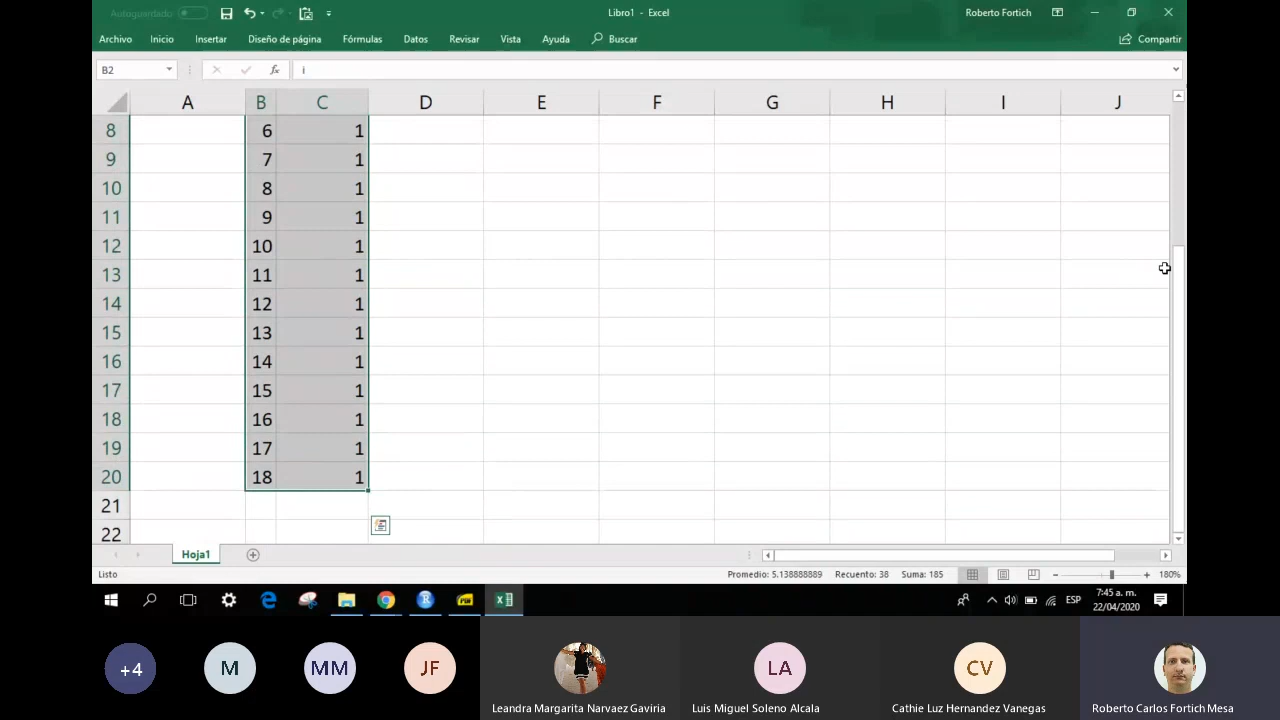 Autoguardado
Libro1 - Excel
Roberto Fortich
Archivo Inicio Insertar Diseño de página Fórmulas Datos Revisar Vista Ayuda Buscar Compartir
B2 fx i
A B C D E F G H I J
8 6 1
9 7 1
10 8 1
11 9 1
12 10 1
13 11 1
14 12 1
15 13 1
16 14 1
17 15 1
18 16 1
19 17 1
20 18 1
21
22
Hoja1
Listo Promedio: 5.138888889 Recuento: 38 Suma: 185 180%
ESP 7:45 a. m.
22/04/2020
+4 M MM JF LA CV
Leandra Margarita Narvaez Gaviria Luis Miguel Soleno Alcala Cathie Luz Hernandez Vanegas Roberto Carlos Fortich Mesa